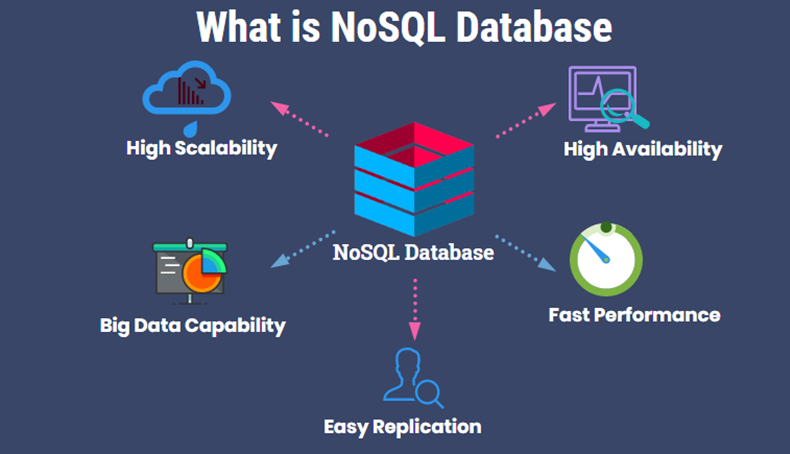 What is NoSQL Database
High Scalability
High Availability
NoSQL Database
Big Data Capability
Fast Performance
Easy Replication